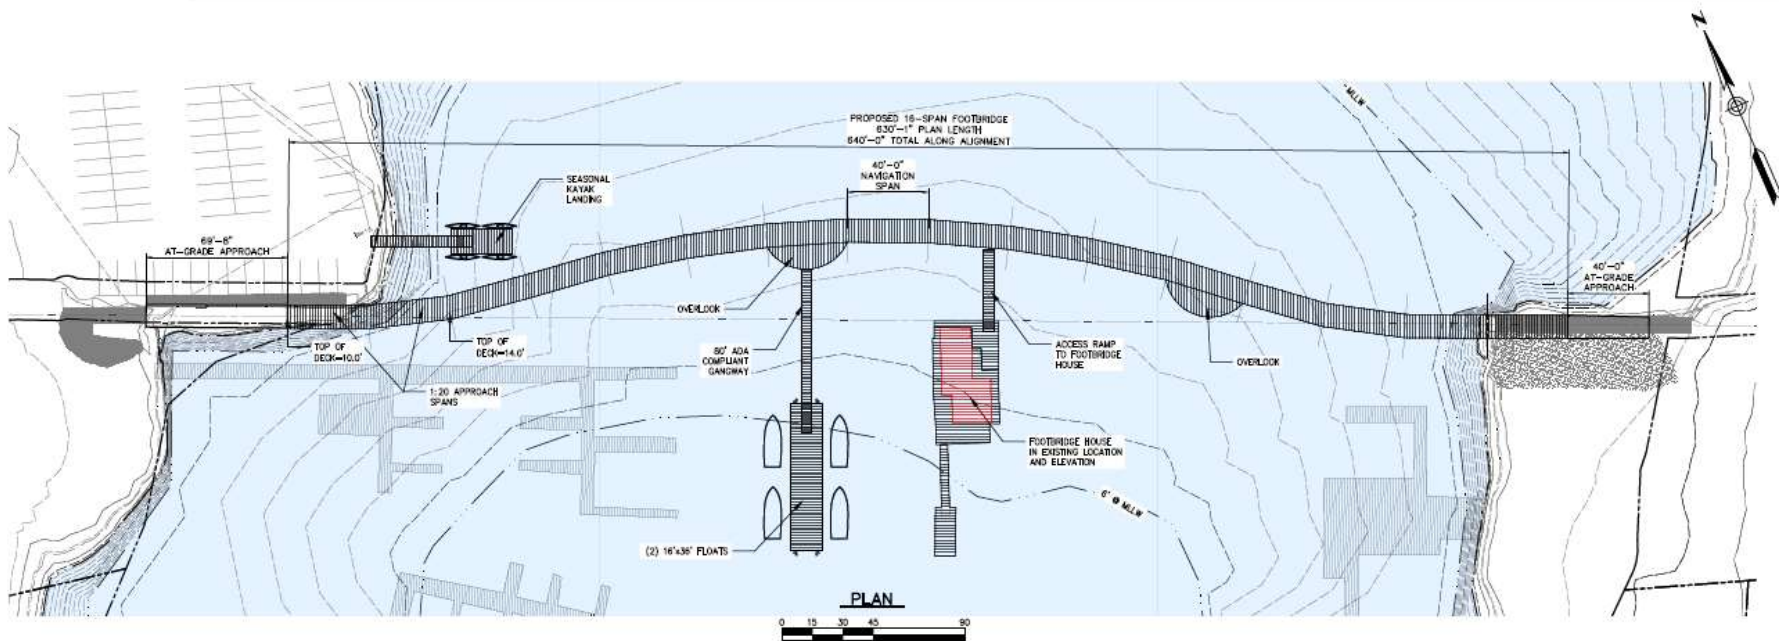 N
MLLW
PROPOSED 16-SPAN FOOTBRIDGE
630'-1" PLAN LENGTH
640'-0" TOTAL ALONG ALIGNMENT
40'-0"
NAVIGATION
SPAN
SEASONAL
KAYAK
LANDING
69'-8"
AT-GRADE APPROACH
40'-0"
AT-GRADE
APPROACH
OVERLOOK
TOP OF
DECK=10.0'
TOP OF
DECK=14.0'
80' ADA
COMPLIANT
GANGWAY
ACCESS RAMP
TO FOOTBRIDGE
HOUSE
OVERLOOK
1:20 APPROACH
SPANS
FOOTBRIDGE HOUSE
IN EXISTING LOCATION
AND ELEVATION
6' @ MLLW
(2) 16'x36' FLOATS
PLAN
0 15 30 45 90